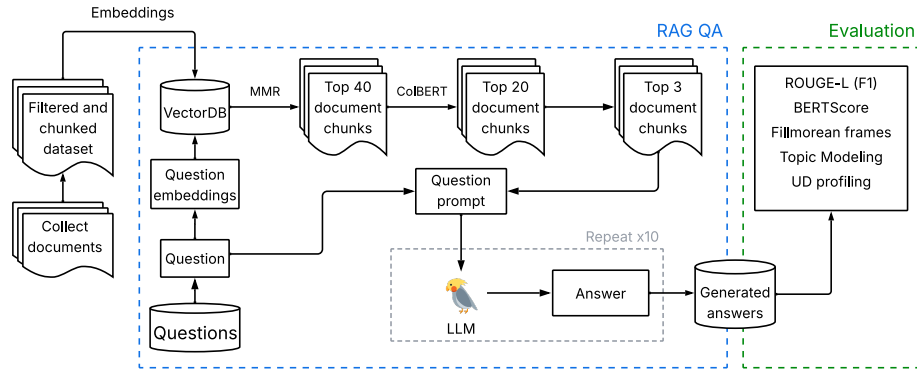 Embeddings
RAG QA
Evaluation
Filtered and
chunked
dataset
VectorDB
MMR
Top 40
document
chunks
ColBERT
Top 20
document
chunks
Top 3
document
chunks
ROUGE-L (F1)
BERTScore
Fillmorean frames
Topic Modeling
UD profiling
Question
embeddings
Question
prompt
Collect
documents
Question
Repeat x10
LLM
Answer
Generated
answers
Questions